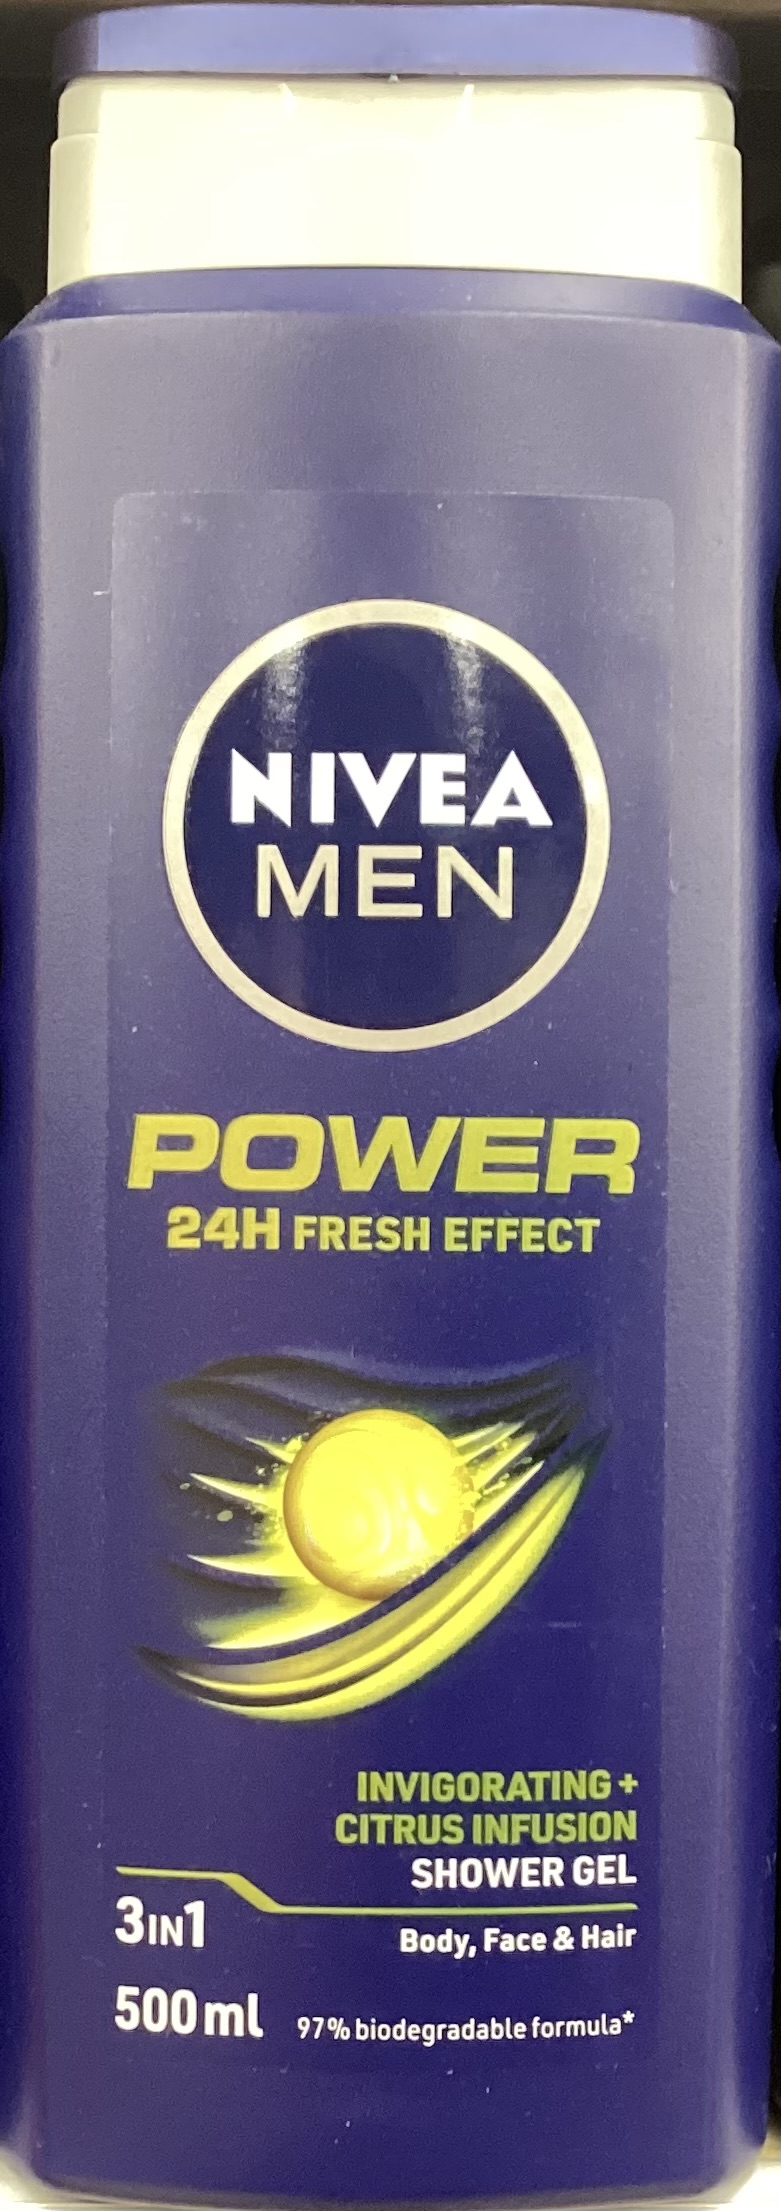 NIVEA
MEN
POWER
24H FRESH EFFECT
INVIGORATING +
CITRUS INFUSION
SHOWER GEL
3IN1
Body, Face & Hair
500ml
97% biodegradable formula*